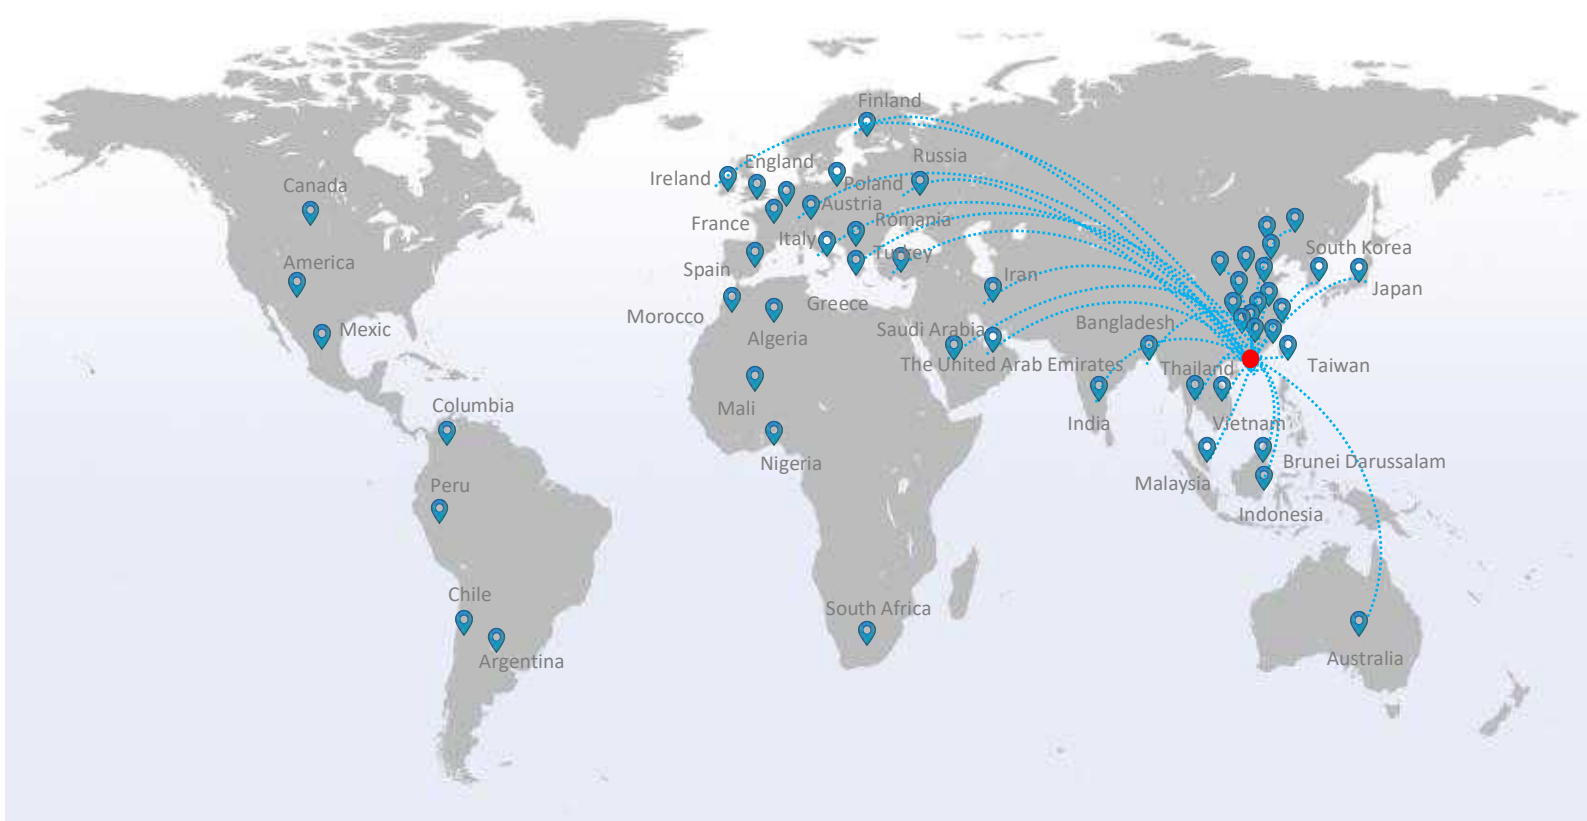 Finland
England
Russia
Ireland
Poland
Canada
Austria
France
Romania
Italy
South Korea
Turkey
America
Spain
Iran
Japan
Greece
Morocco
Bangladesh
Mexic
Saudi Arabia
Algeria
The United Arab Emirates
Taiwan
Thailand
Columbia
Mali
India
Vietnam
Nigeria
Brunei Darussalam
Peru
Malaysia
Indonesia
Chile
South Africa
Argentina
Australia